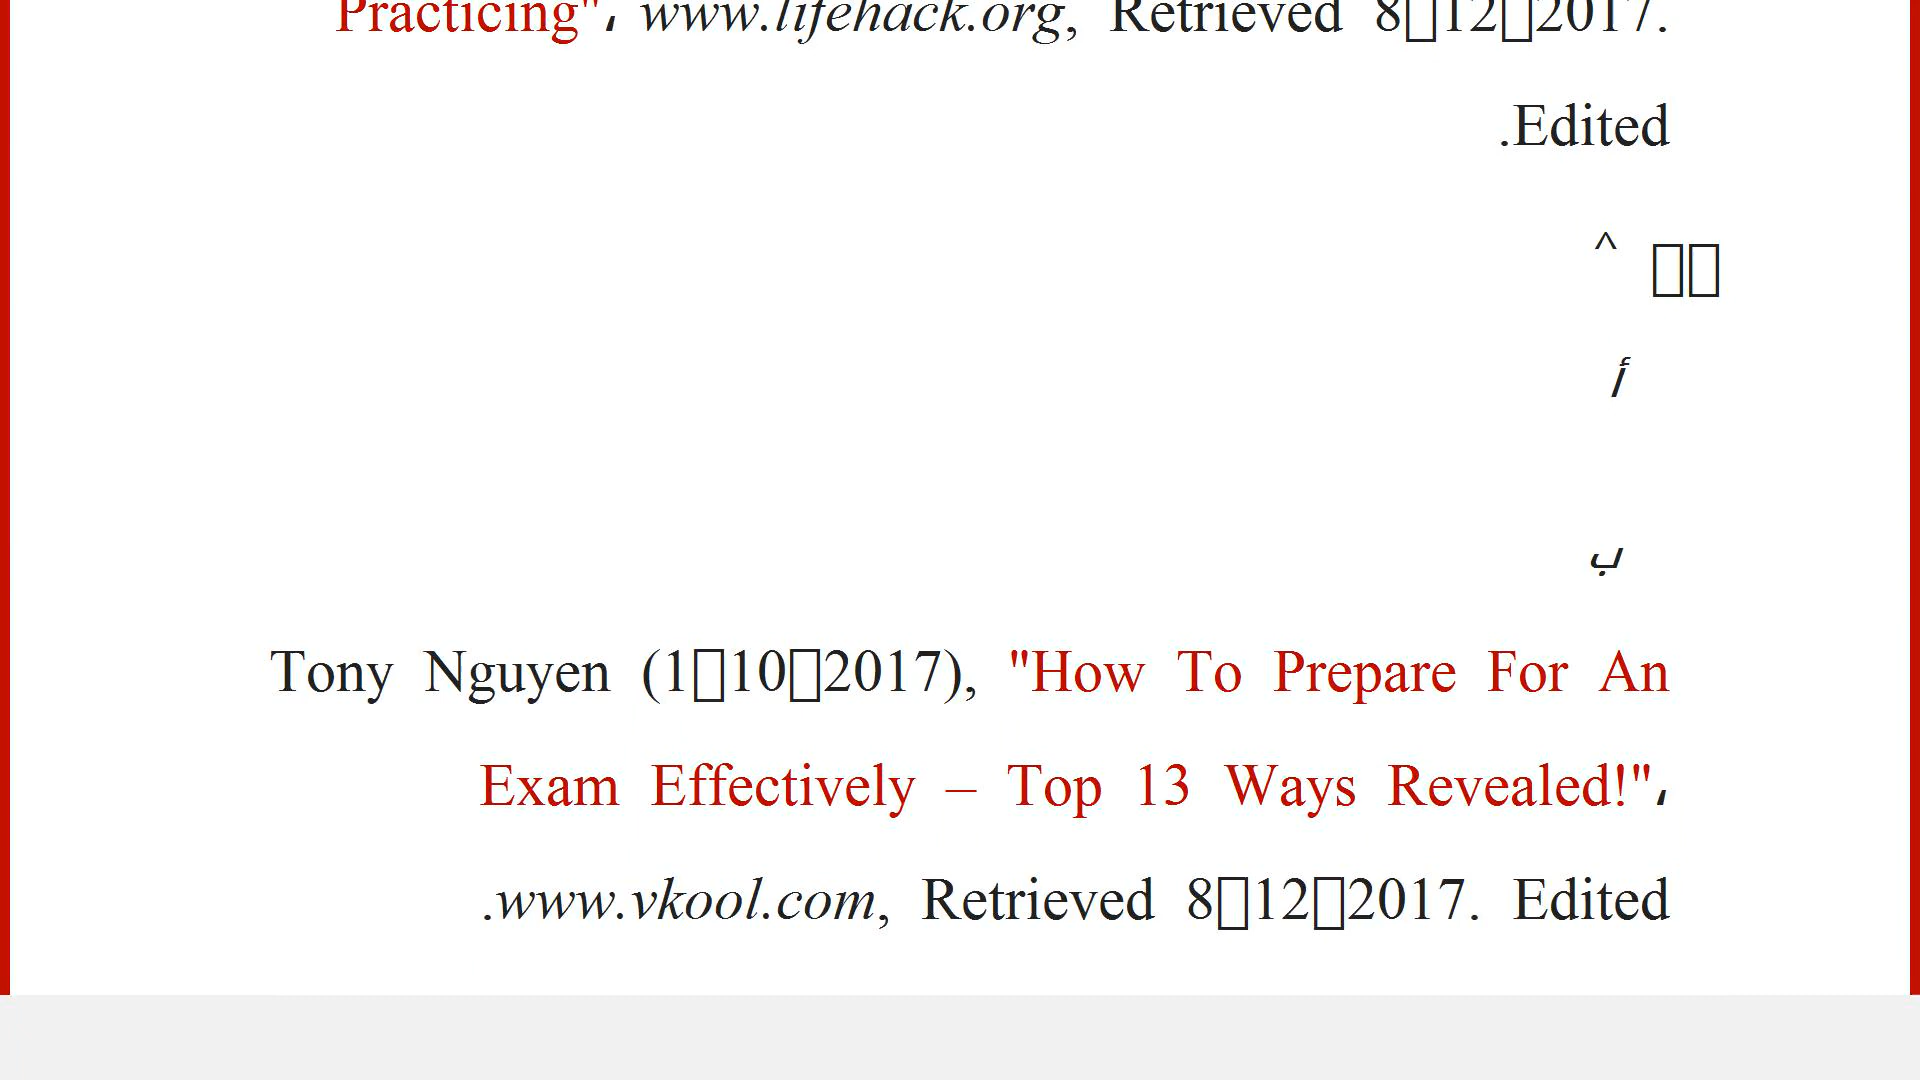 Practicing"، www.lifehack.org, Retrieved 8▯12▯2017.
.Edited
^ ▯▯
أ
ب
Tony Nguyen (1▯10▯2017), "How To Prepare For An
Exam Effectively – Top 13 Ways Revealed!"،
.www.vkool.com, Retrieved 8▯12▯2017. Edited